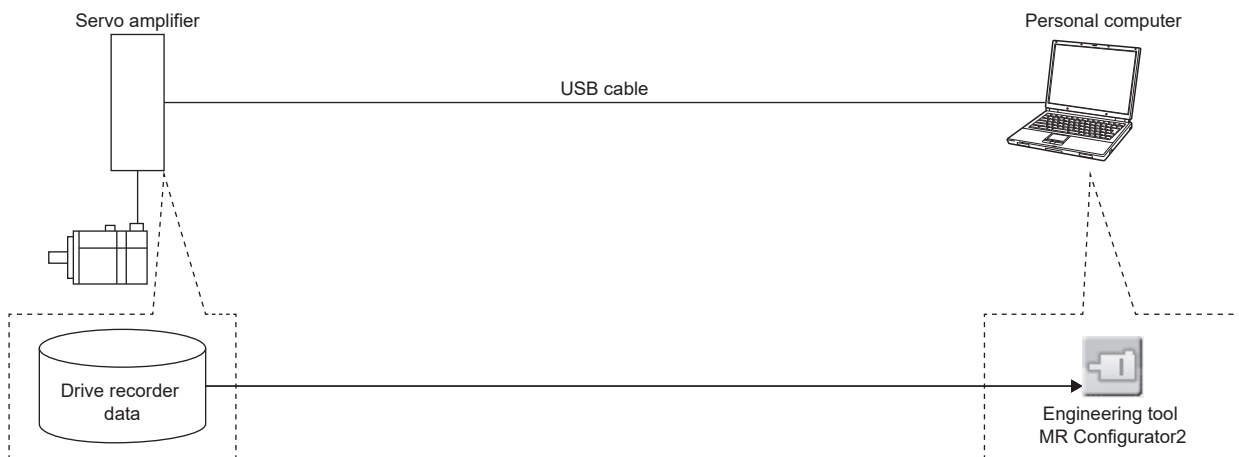 Servo amplifier
Personal computer
USB cable
Drive recorder
data
Engineering tool
MR Configurator2